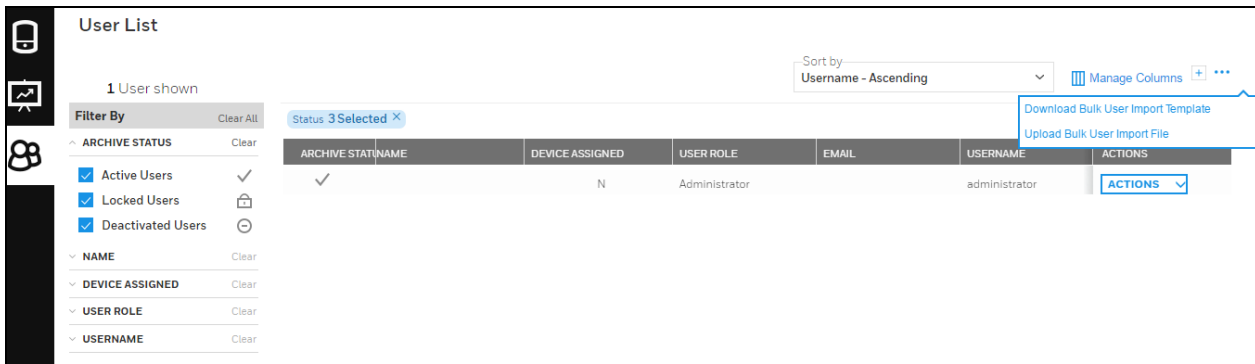 User List
Sort by
Username - Ascending
Manage Columns
1 User shown
Download Bulk User Import Template
Upload Bulk User Import File
Filter By Clear All
Status 3 Selected ×
ARCHIVE STATUS Clear
Active Users
Locked Users
Deactivated Users
NAME Clear
DEVICE ASSIGNED Clear
USER ROLE Clear
USERNAME Clear
ARCHIVE STATU NAME DEVICE ASSIGNED USER ROLE EMAIL USERNAME ACTIONS
N Administrator administrator ACTIONS